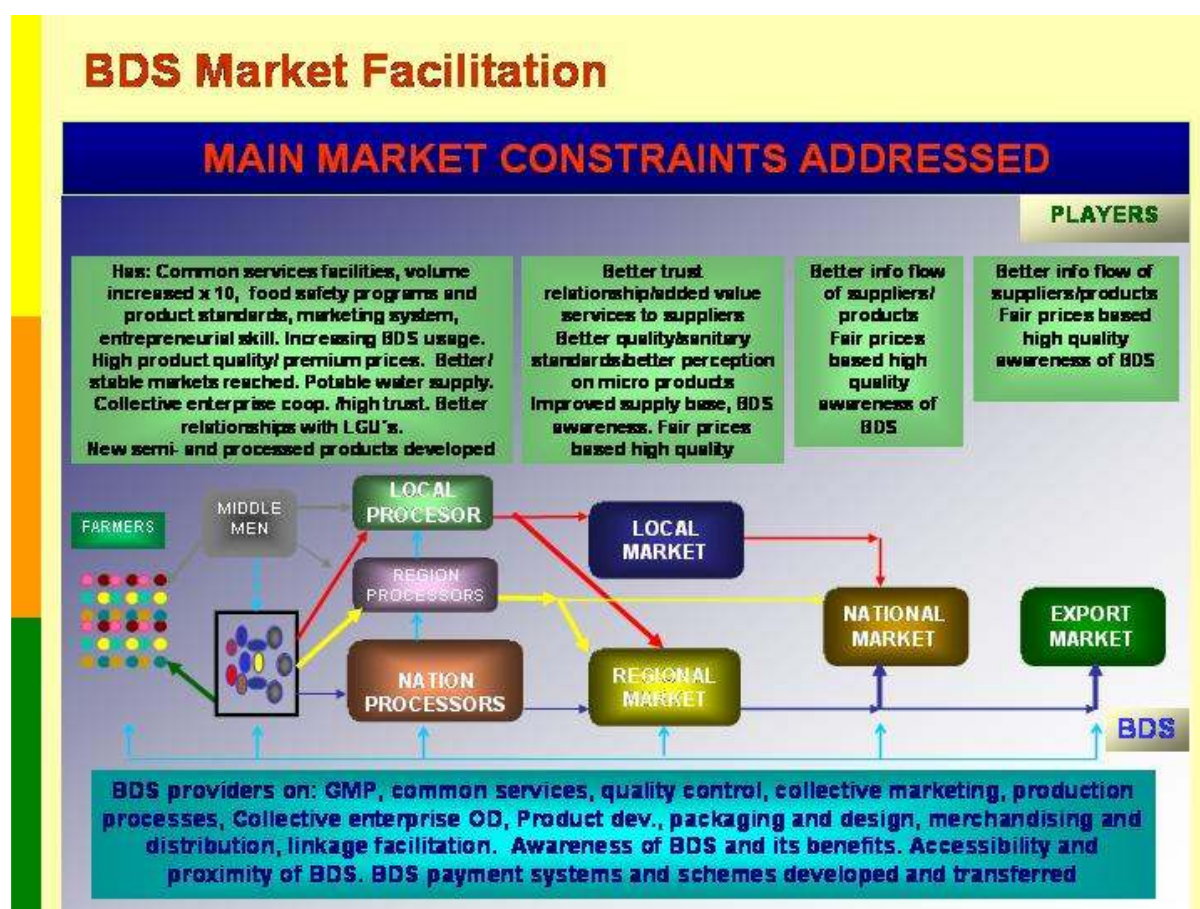 BDS Market Facilitation
MAIN MARKET CONSTRAINTS ADDRESSED
PLAYERS
Has: Common services facilities, volume
increased x 10, food safety programs and
product standards, marketing system,
entrepreneurial skill. Increasing BDS usage.
High product quality/ premium prices. Better/
stable markets reached. Potable water supply.
Collective enterprise coop. /high trust. Better
relationships with LGU´s.
New semi- and processed products developed
Better trust
relationship/added value
services to suppliers
Better quality/sanitary
standards/better perception
on micro products
Improved supply base, BDS
awareness. Fair prices
based high quality
Better info flow
of suppliers/
products
Fair prices
based high
quality
awareness of
BDS
Better info flow of
suppliers/products
Fair prices based
high quality
awareness of BDS
FARMERS
MIDDLE
MEN
LOCAL
PROCESOR
REGION
PROCESSORS
NATION
PROCESSORS
LOCAL
MARKET
REGIONAL
MARKET
NATIONAL
MARKET
EXPORT
MARKET
BDS
BDS providers on: GMP, common services, quality control, collective marketing, production
processes, Collective enterprise OD, Product dev., packaging and design, merchandising and
distribution, linkage facilitation. Awareness of BDS and its benefits. Accessibility and
proximity of BDS. BDS payment systems and schemes developed and transferred